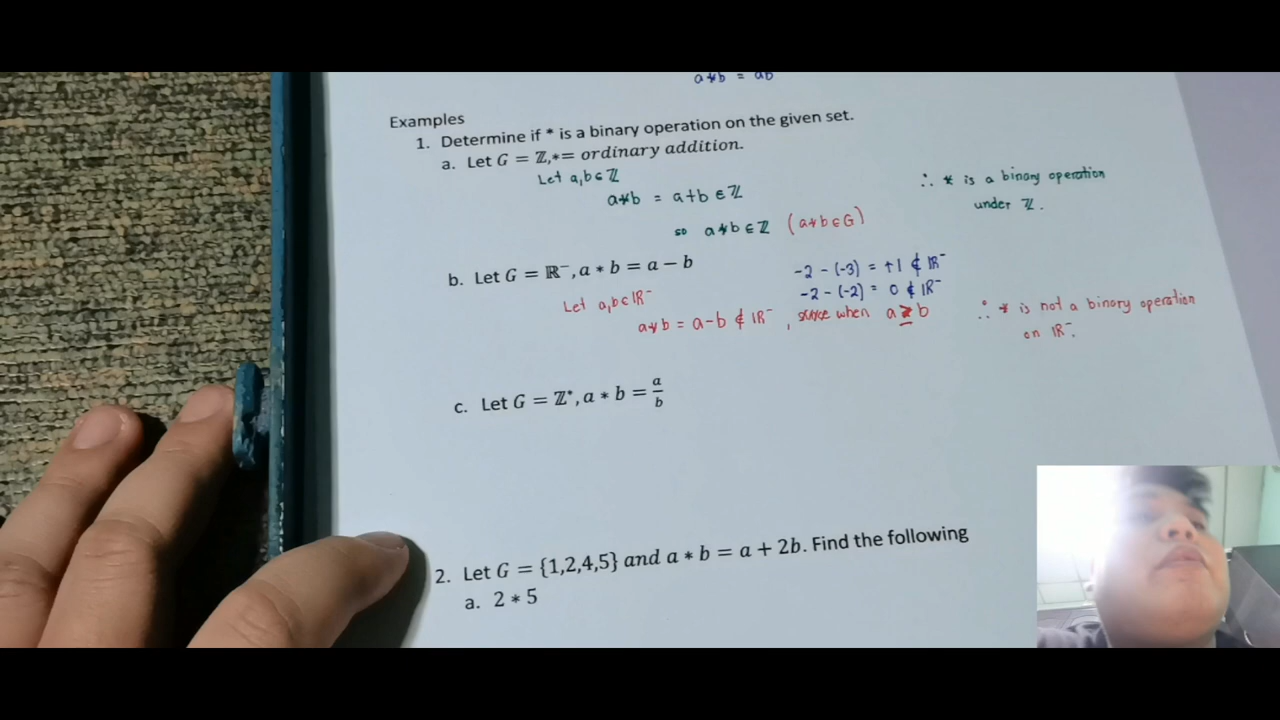 a * b = ab
Examples
1. Determine if * is a binary operation on the given set.
a. Let G = ℤ,*= ordinary addition.
Let a,b∈ℤ
a*b = a+b ∈ ℤ
so a*b ∈ ℤ (a*b ∈ G)
∴ * is a binary operation
under ℤ.
b. Let G = ℝ⁻, a * b = a − b
-2 - (-3) = +1 ∉ ℝ⁻
-2 - (-2) = 0 ∉ ℝ⁻
Let a,b∈ℝ⁻
a*b = a-b ∉ ℝ⁻, since when a ≥ b
∴ * is not a binary operation
on ℝ⁻.
c. Let G = ℤ*, a * b = a/b
2. Let G = {1,2,4,5} and a * b = a + 2b. Find the following
a. 2 * 5